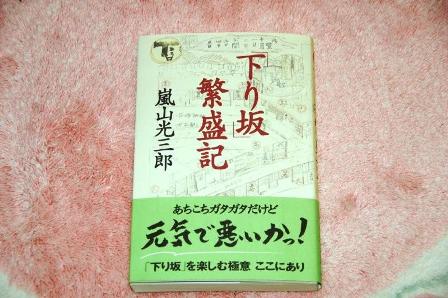 「下り坂」
繁盛記
嵐山光三郎
あちこちガタガタだけど
元気で悪いかっ!
「下り坂」を楽しむ極意 ここにあり